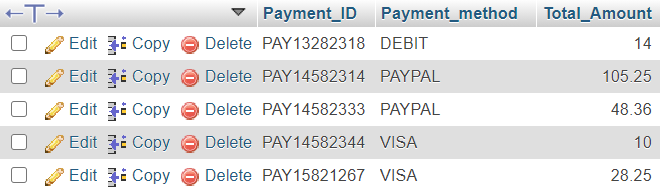 Payment_ID Payment_method Total_Amount
Edit Copy Delete PAY13282318 DEBIT 14
Edit Copy Delete PAY14582314 PAYPAL 105.25
Edit Copy Delete PAY14582333 PAYPAL 48.36
Edit Copy Delete PAY14582344 VISA 10
Edit Copy Delete PAY15821267 VISA 28.25